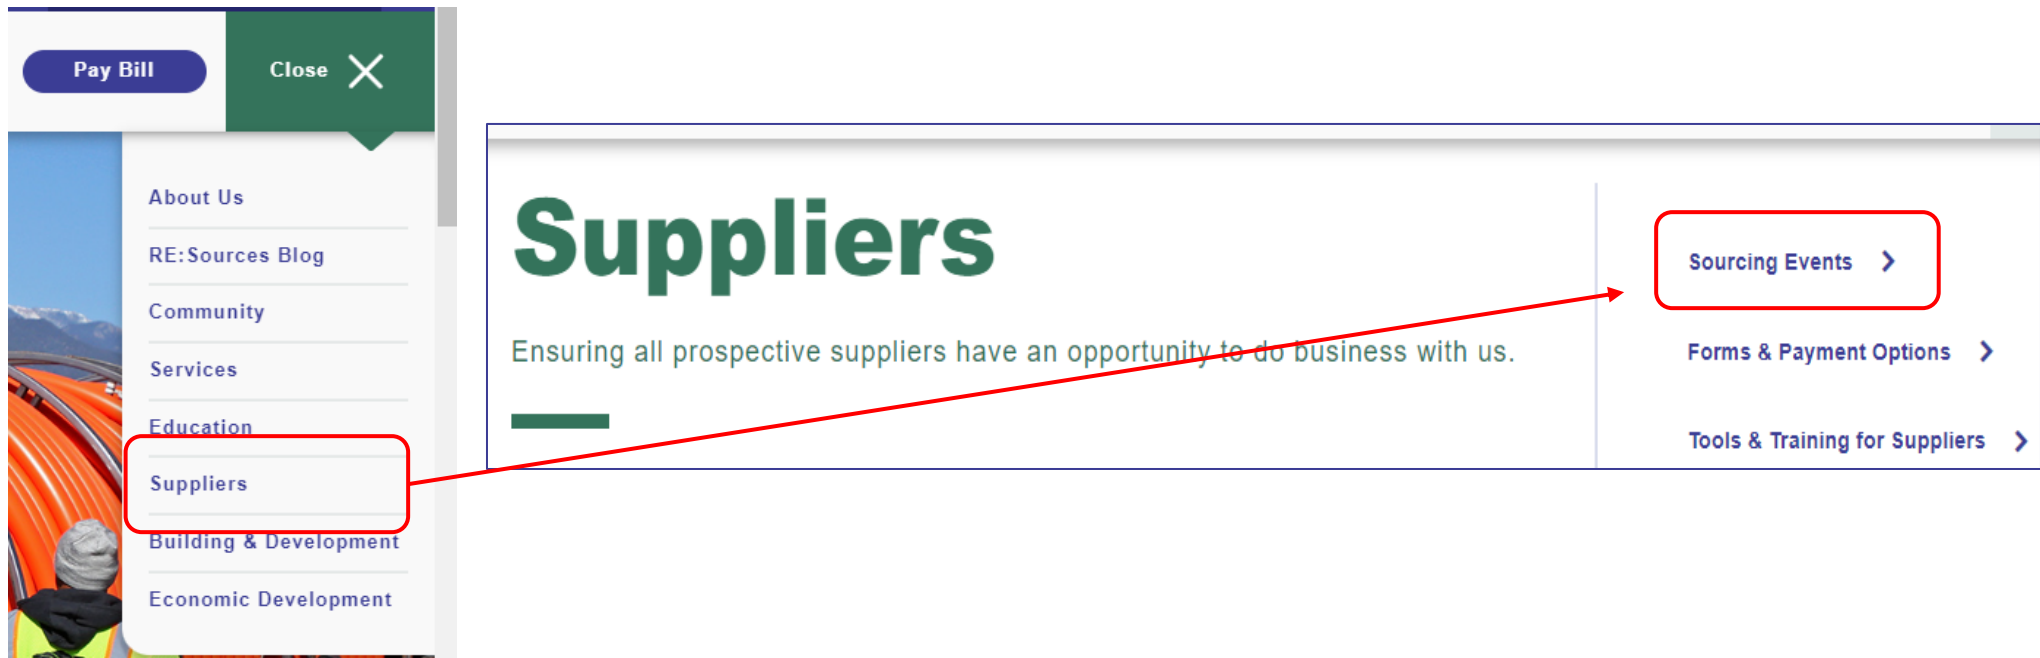 Pay Bill
Close
About Us
RE:Sources Blog
Community
Services
Education
Suppliers
Building & Development
Economic Development
Suppliers
Ensuring all prospective suppliers have an opportunity to do business with us.
Sourcing Events
Forms & Payment Options
Tools & Training for Suppliers